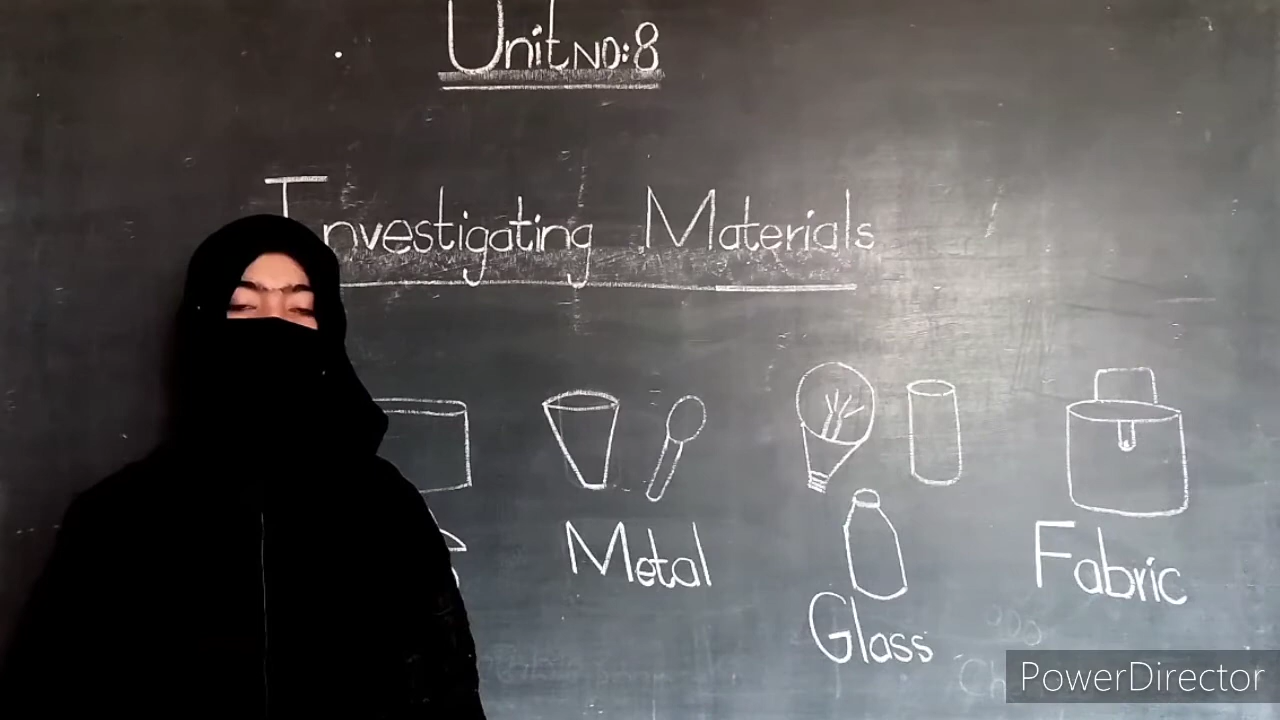 Unit NO:8
Investigating Materials
Metal
Fabric
Glass
PowerDirector